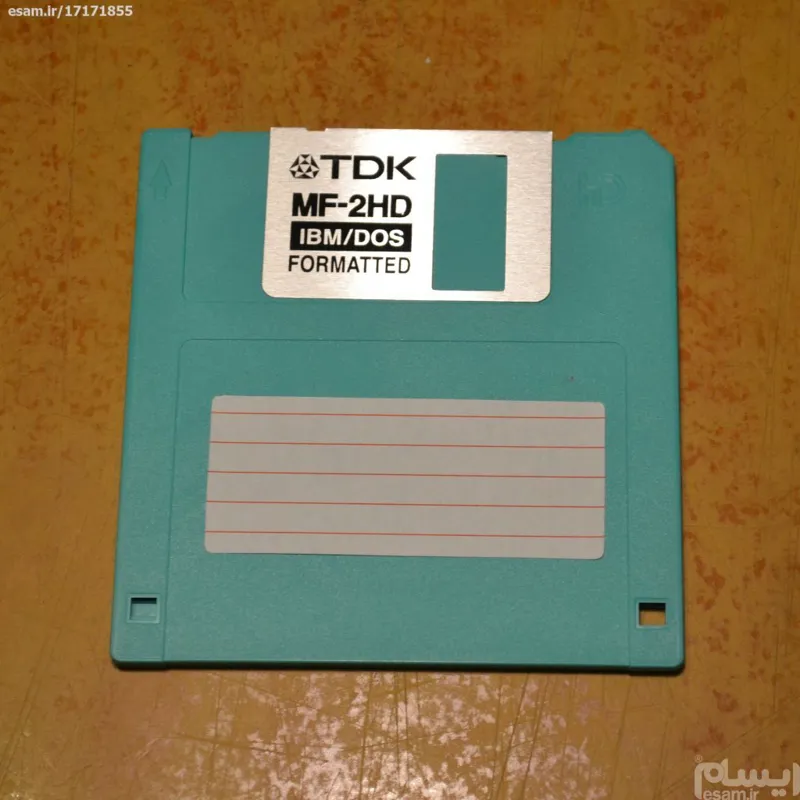 esam.ir/17171855
TDK
MF-2HD
IBM/DOS
FORMATTED
ایسام
esam.ir